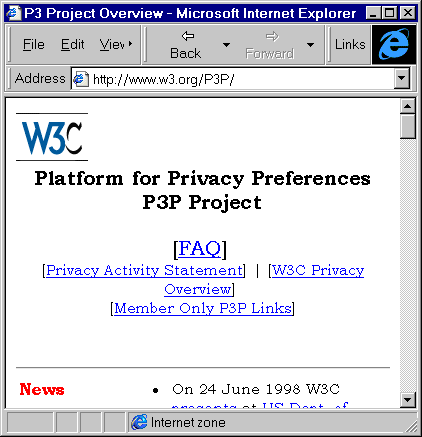 P3 Project Overview - Microsoft Internet Explorer
File Edit View Back Forward Links
Address http://www.w3.org/P3P/
W3C
Platform for Privacy Preferences
P3P Project
[FAQ]
[Privacy Activity Statement] | [W3C Privacy
Overview]
[Member Only P3P Links]
News • On 24 June 1998 W3C
presents at US Dept. of
Internet zone